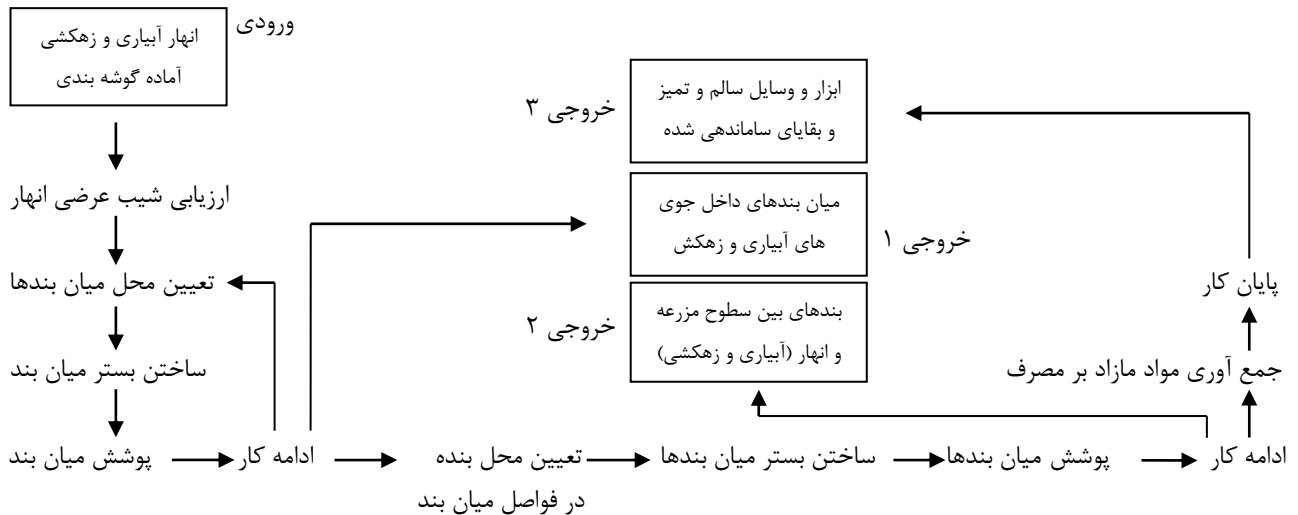 ورودی
انهار آبیاری و زهکشی
آماده گوشه بندی
ارزیابی شیب عرضی انهار
تعیین محل میان بندها
ساختن بستر میان بند
پوشش میان بند
ادامه کار
تعیین محل بنده
در فواصل میان بند
ساختن بستر میان بندها
پوشش میان بندها
ادامه کار
جمع آوری مواد مازاد بر مصرف
پایان کار
خروجی ۳
ابزار و وسایل سالم و تمیز
و بقایای ساماندهی شده
خروجی ۱
میان بندهای داخل جوی
های آبیاری و زهکش
خروجی ۲
بندهای بین سطوح مزرعه
و انهار (آبیاری و زهکشی)